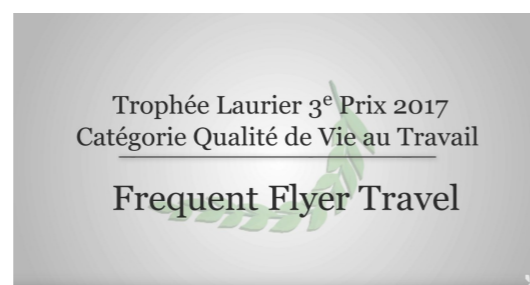 Trophée Laurier 3e Prix 2017
Catégorie Qualité de Vie au Travail
Frequent Flyer Travel